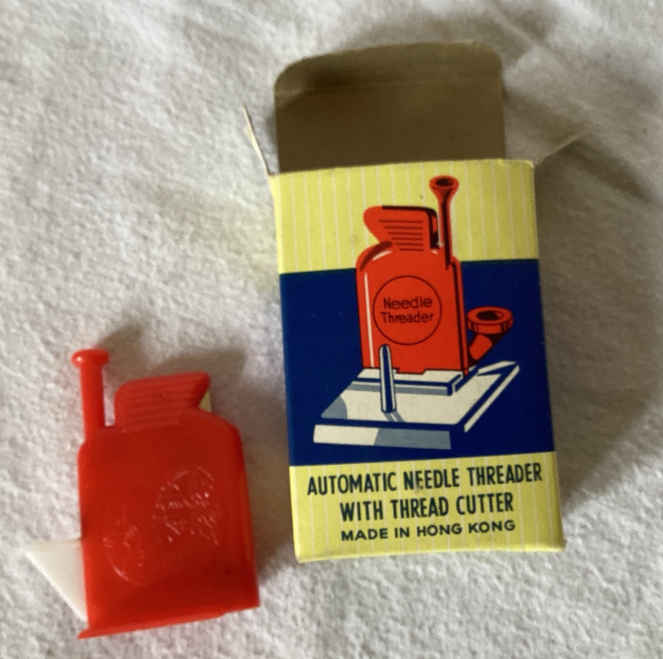 Needle
Threader
AUTOMATIC NEEDLE THREADER
WITH THREAD CUTTER
MADE IN HONG KONG